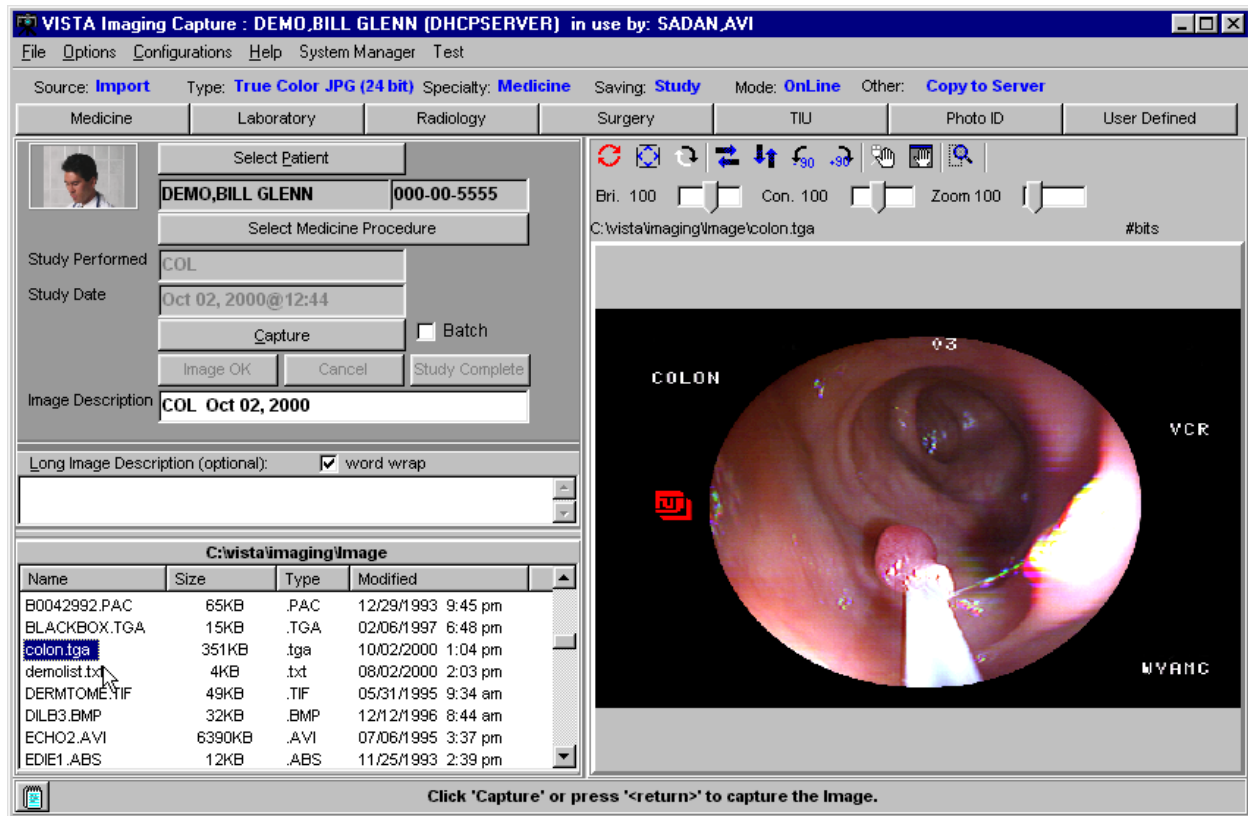 VISTA Imaging Capture : DEMO,BILL GLENN (DHCPSERVER) in use by: SADAN,AVI
File Options Configurations Help System Manager Test
Source: Import Type: True Color JPG (24 bit) Specialty: Medicine Saving: Study Mode: OnLine Other: Copy to Server
Medicine Laboratory Radiology Surgery TIU Photo ID User Defined
Select Patient
DEMO,BILL GLENN 000-00-5555
Select Medicine Procedure
Study Performed COL
Study Date Oct 02, 2000@12:44
Capture Batch
Image OK Cancel Study Complete
Image Description COL Oct 02, 2000
Long Image Description (optional): word wrap
C:\vista\imaging\Image
Name Size Type Modified
B0042992.PAC 65KB .PAC 12/29/1993 9:45 pm
BLACKBOX.TGA 15KB .TGA 02/06/1997 6:48 pm
colon.tga 351KB .tga 10/02/2000 1:04 pm
demolist.txt 4KB .txt 08/02/2000 2:03 pm
DERMTOME.TIF 49KB .TIF 05/31/1995 9:34 am
DILB3.BMP 32KB .BMP 12/12/1996 8:44 am
ECHO2.AVI 6390KB .AVI 07/06/1995 3:37 pm
EDIE1.ABS 12KB .ABS 11/25/1993 2:39 pm
90 +90
Bri. 100 Con. 100 Zoom 100
C:\vista\imaging\Image\colon.tga #bits
03
COLON
VCR
WVAMC
Click 'Capture' or press '<return>' to capture the Image.